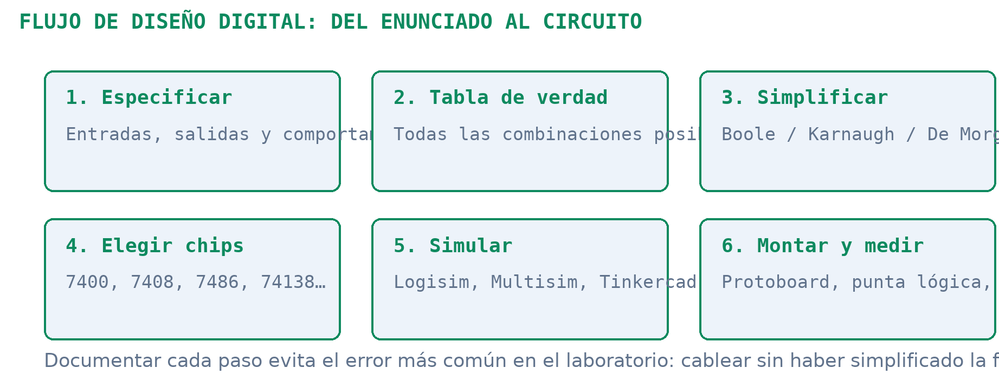 FLUJO DE DISEÑO DIGITAL: DEL ENUNCIADO AL CIRCUITO
1. Especificar
Entradas, salidas y
2. Tabla de verdad
Todas las combinaciones
3. Simplificar
Boole / Karnaugh / De
4. Elegir chips
7400, 7408, 7486, 74138…
5. Simular
Logisim, Multisim, Tinkercad
6. Montar y medir
Protoboard, punta lógica,
Documentar cada paso evita el error más común en el laboratorio: cablear sin haber simplificado la